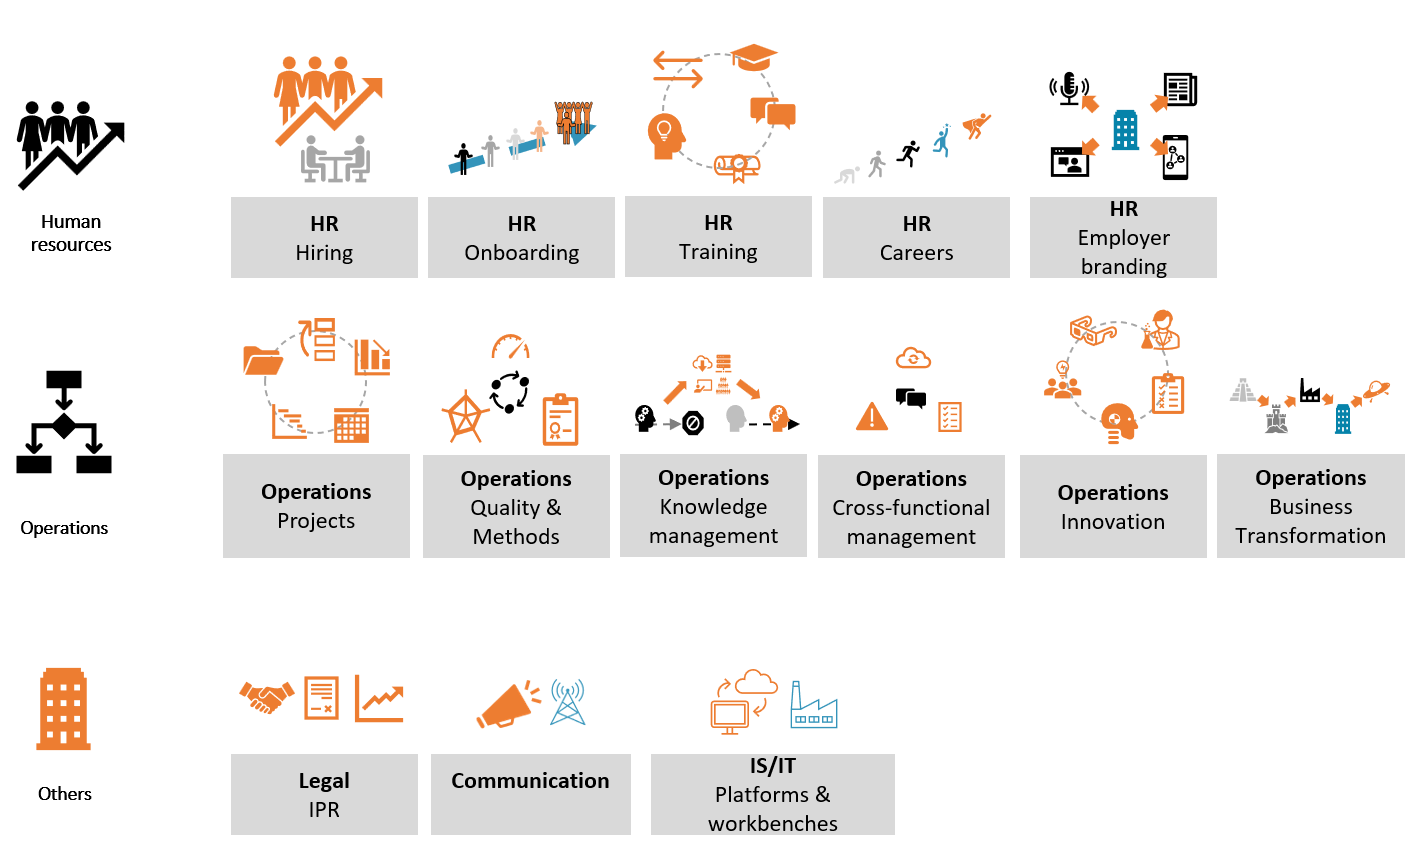 Human
resources
HR
Hiring
HR
Onboarding
HR
Training
HR
Careers
HR
Employer
branding
Operations
Operations
Projects
Operations
Quality &
Methods
Operations
Knowledge
management
Operations
Cross-functional
management
Operations
Innovation
Operations
Business
Transformation
Others
Legal
IPR
Communication
IS/IT
Platforms &
workbenches